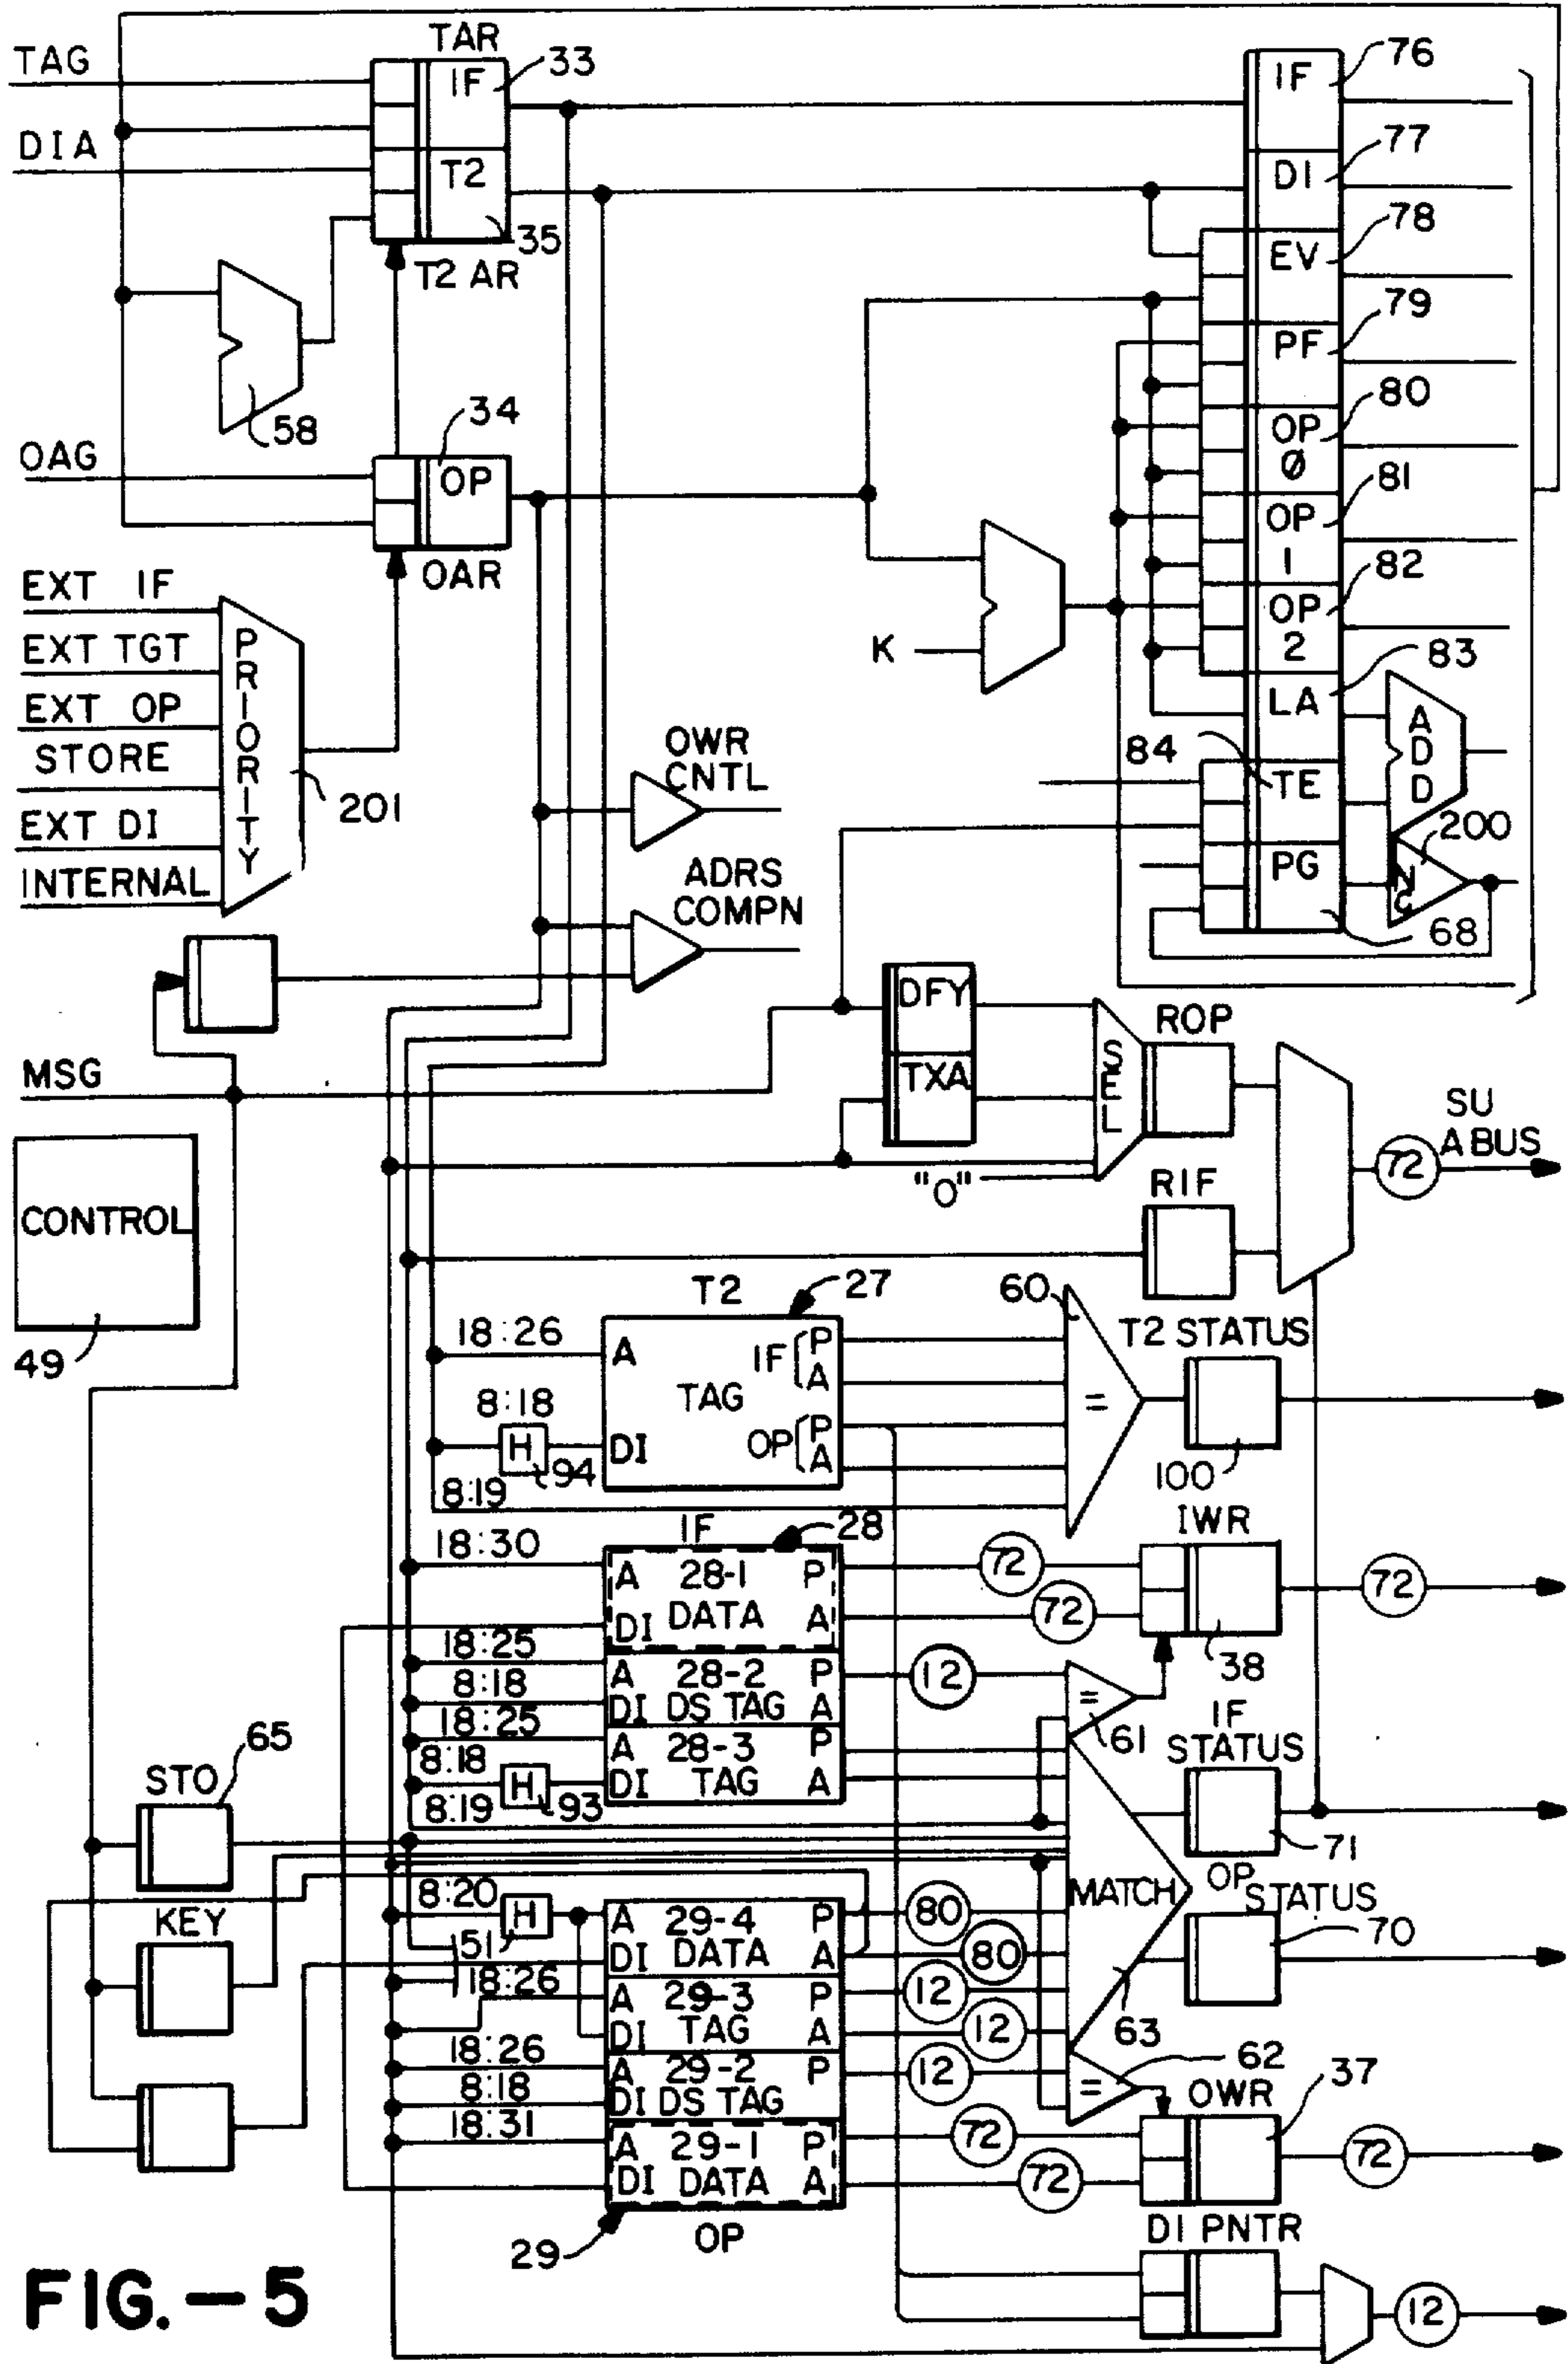 TAG
TAR
IF
33
IF
76
DIA
T2
35
T2 AR
DI
77
EV
78
58
PF
79
OAG
34
OP
OAR
OP
Ø
80
OP
1
81
OP
2
82
K
EXT IF
EXT TGT
EXT OP
STORE
EXT DI
INTERNAL
PRIORITY
201
LA
83
ADD
84
TE
PG
INC
200
68
OWR
CNTL
ADRS
COMPN
MSG
DFY
TXA
SEL
"0"
ROP
RIF
SU
A BUS
72
CONTROL
49
T2
27
18:26
A
IF
P
A
TAG
8:18
H
94
DI
OP
P
A
8:19
60
=
T2 STATUS
100
IF
28
18:30
A 28-1 P
DI DATA A
72
72
IWR
38
72
18:25
8:18
A 28-2 P
DI DS TAG A
12
=
61
18:25
8:18
H
93
A 28-3 P
DI TAG A
8:19
IF
STATUS
71
STO
65
MATCH
63
OP
STATUS
70
KEY
8:20
H
151
A 29-4 P
DI DATA A
80
80
18:26
A 29-3 P
DI TAG A
12
12
18:26
8:18
A 29-2 P
DI DS TAG
12
=
62
18:31
A 29-1 P
DI DATA A
72
72
OWR
37
72
29
OP
DI PNTR
12
FIG.-5